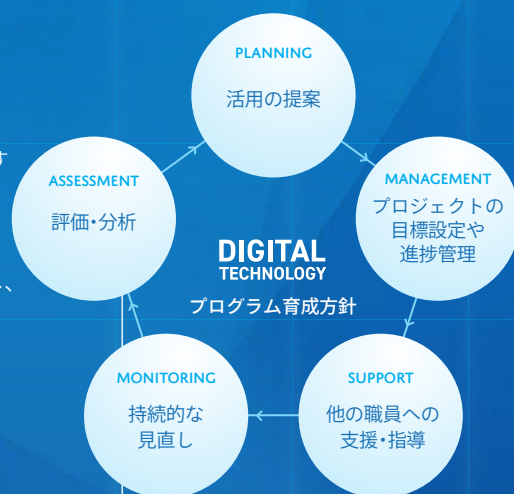 PLANNING
活用の提案
す
ASSESSMENT
評価・分析
MANAGEMENT
プロジェクトの
目標設定や
進捗管理
DIGITAL
TECHNOLOGY
プログラム育成方針
、
MONITORING
持続的な
見直し
SUPPORT
他の職員への
支援・指導